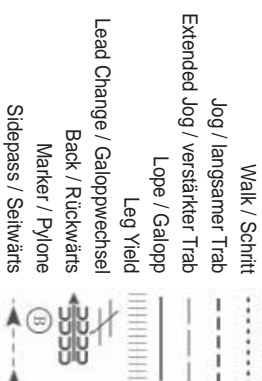 Walk / Schritt
Jog / langsamer Trab
Extended Jog / verstärkter Trab
Lope / Galopp
Leg Yield
Lead Change / Galoppwechsel
Back / Rückwärts
Marker / Pylone
B
Sidepass / Seitwärts